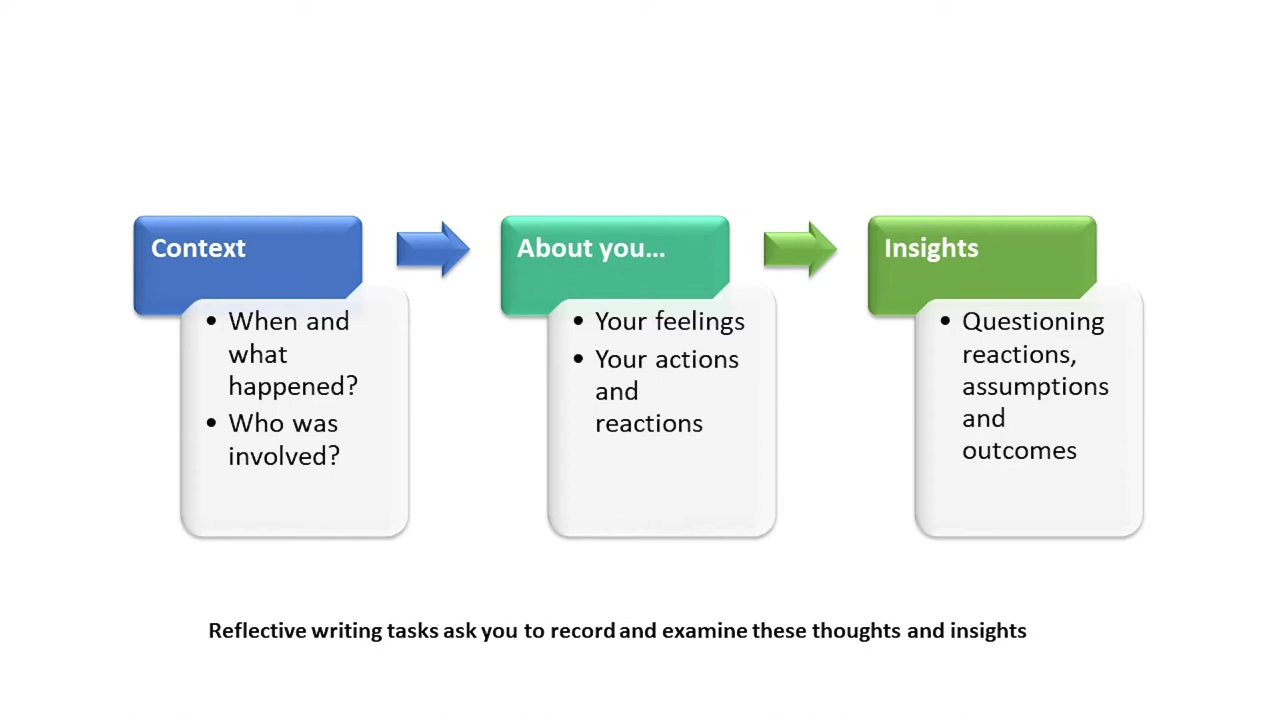 Context
• When and
what
happened?
• Who was
involved?
About you...
• Your feelings
• Your actions
and
reactions
Insights
• Questioning
reactions,
assumptions
and
outcomes
Reflective writing tasks ask you to record and examine these thoughts and insights